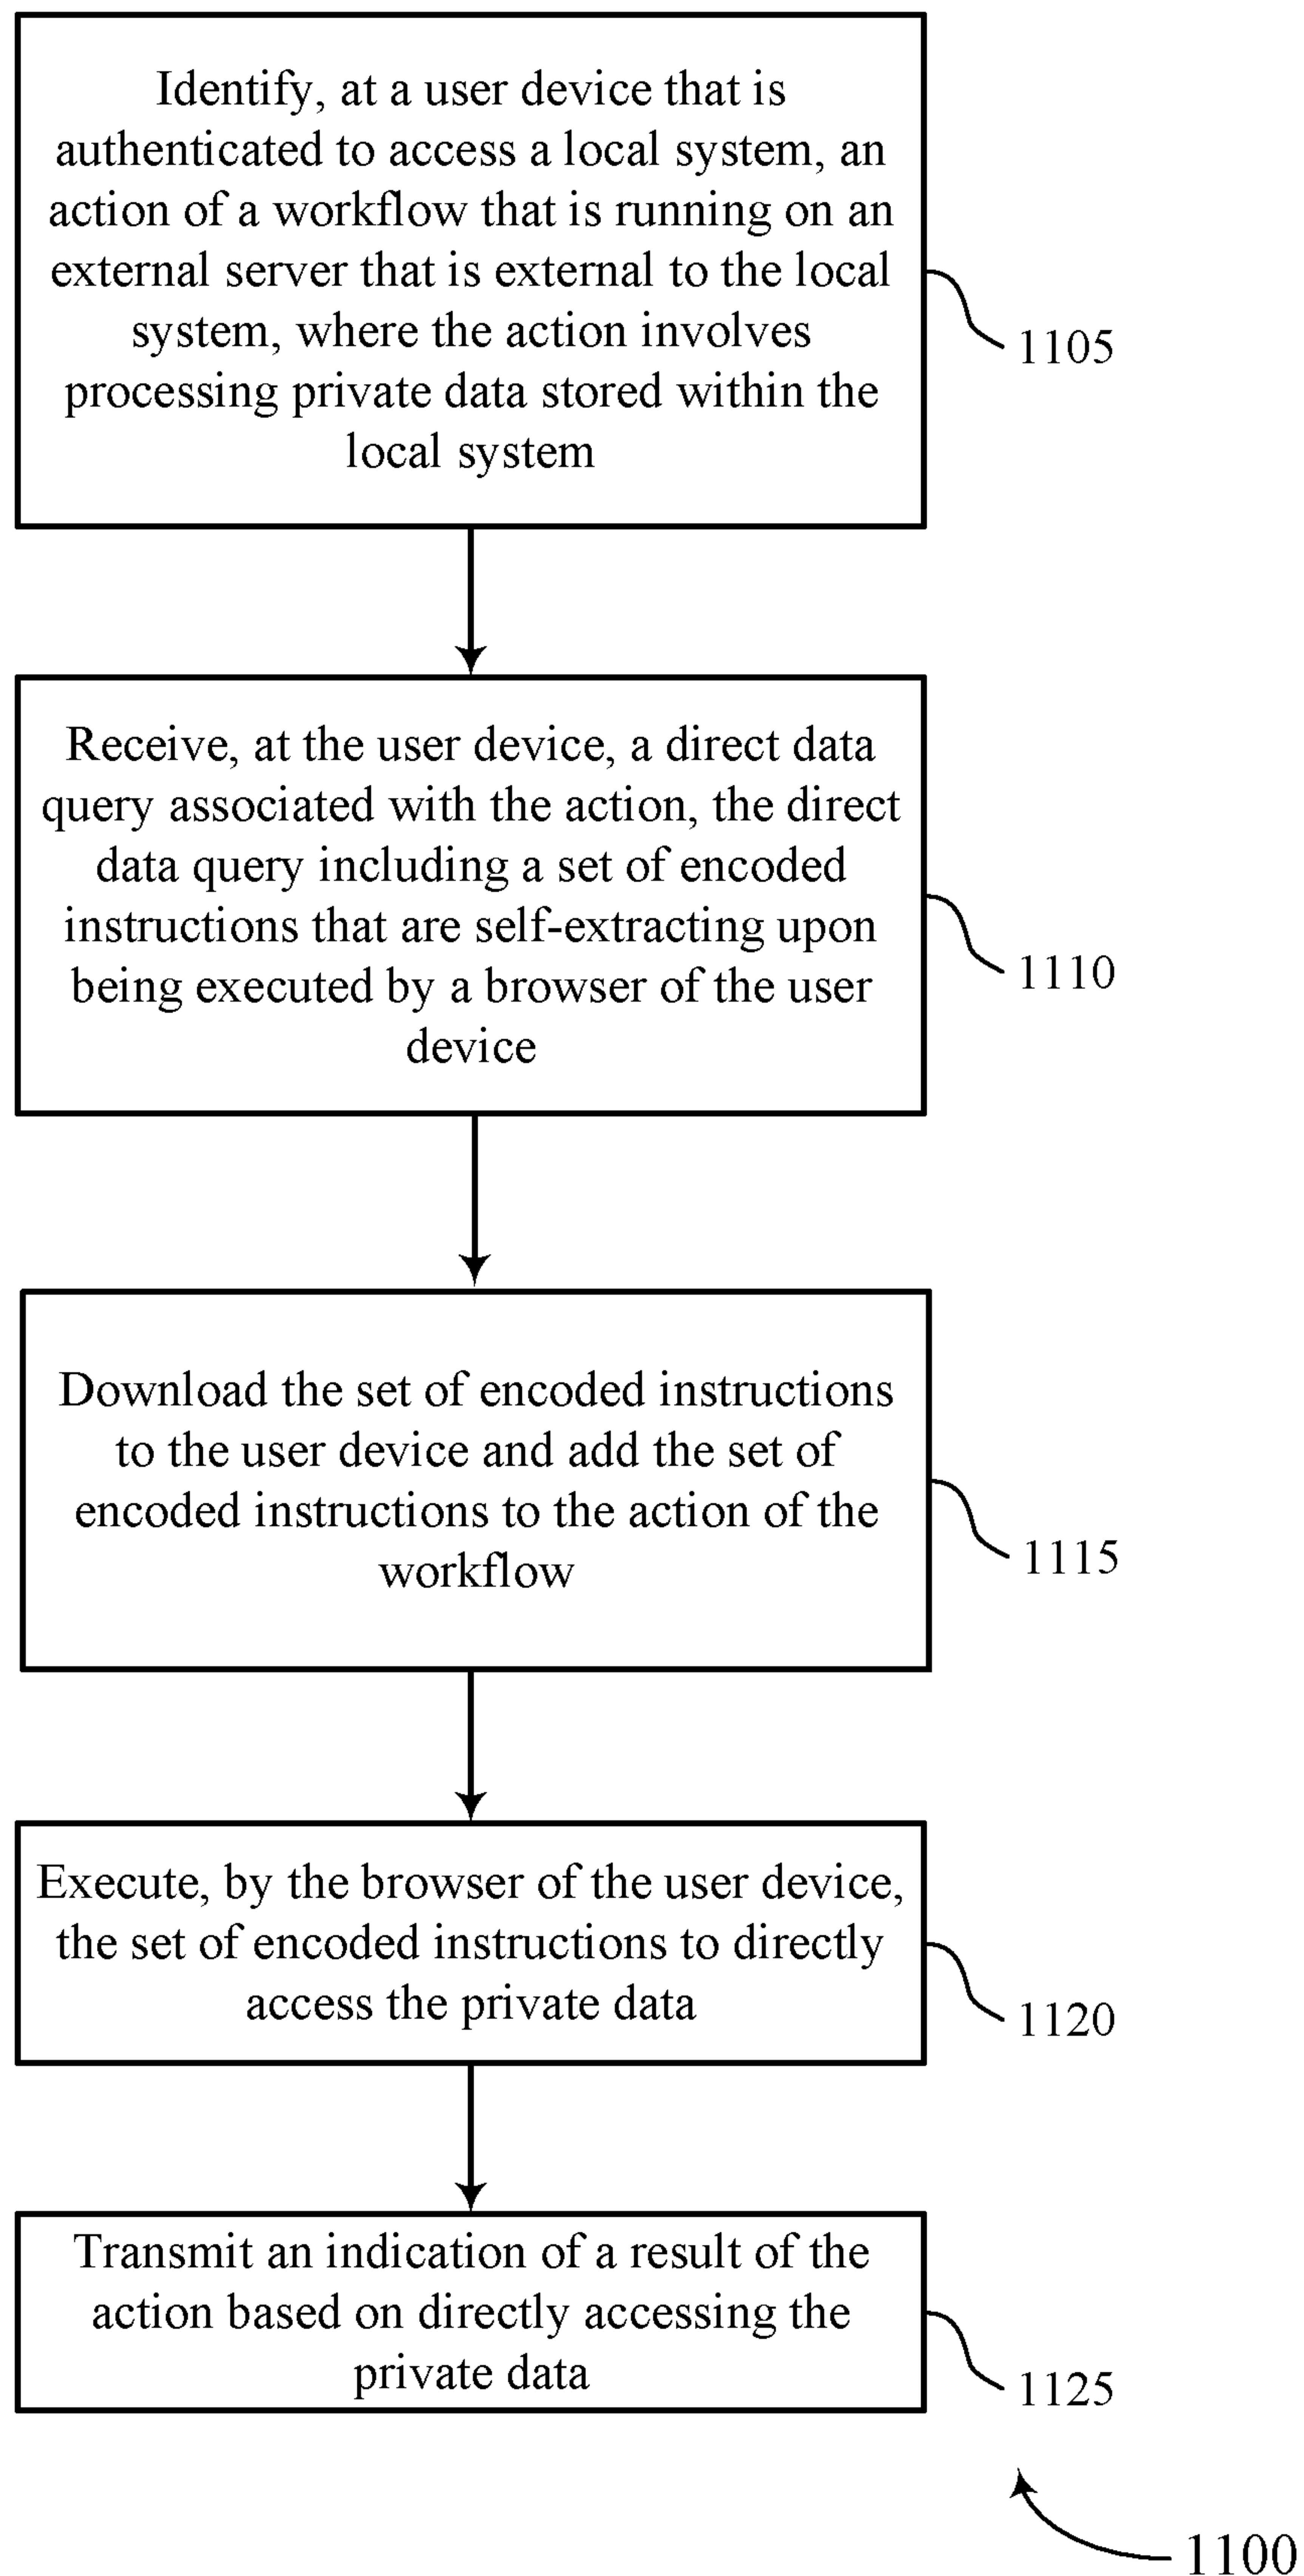 Identify, at a user device that is
authenticated to access a local system, an
action of a workflow that is running on an
external server that is external to the local
system, where the action involves
processing private data stored within the
local system
1105
Receive, at the user device, a direct data
query associated with the action, the direct
data query including a set of encoded
instructions that are self-extracting upon
being executed by a browser of the user
device
1110
Download the set of encoded instructions
to the user device and add the set of
encoded instructions to the action of the
workflow
1115
Execute, by the browser of the user device,
the set of encoded instructions to directly
access the private data
1120
Transmit an indication of a result of the
action based on directly accessing the
private data
1125
1100